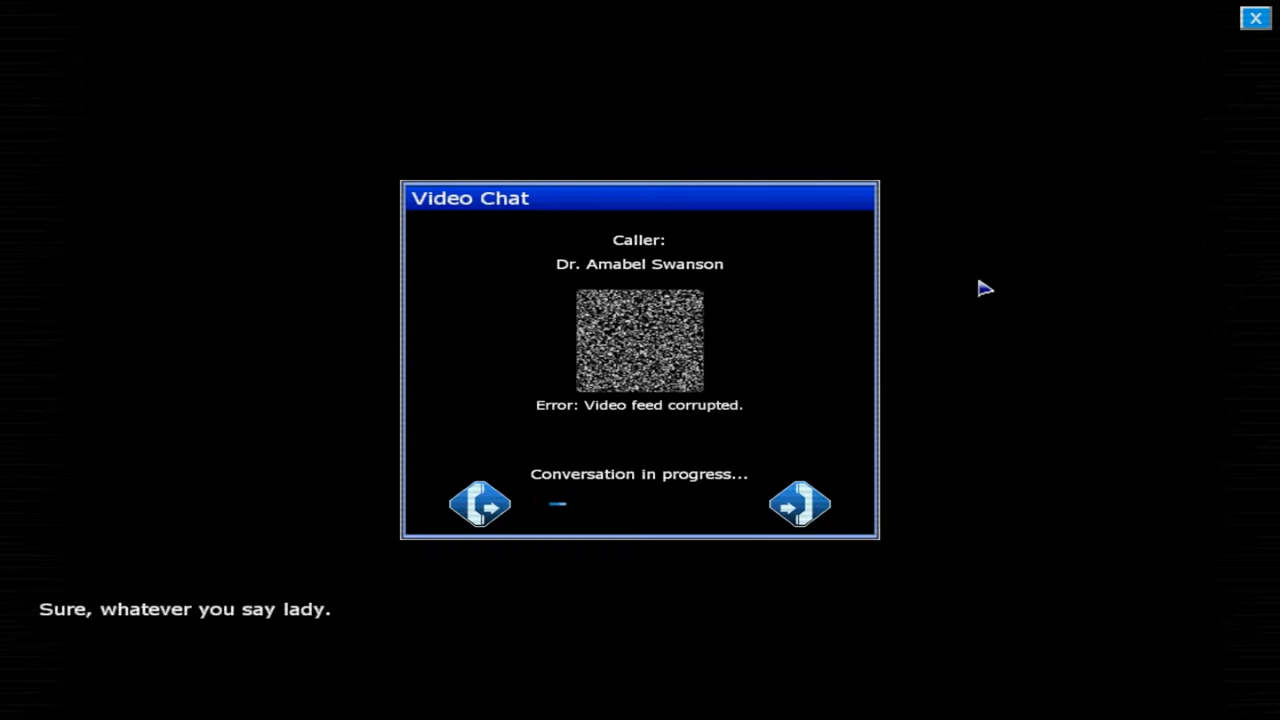 X
Video Chat
Caller:
Dr. Amabel Swanson
Error: Video feed corrupted.
Conversation in progress...
Sure, whatever you say lady.